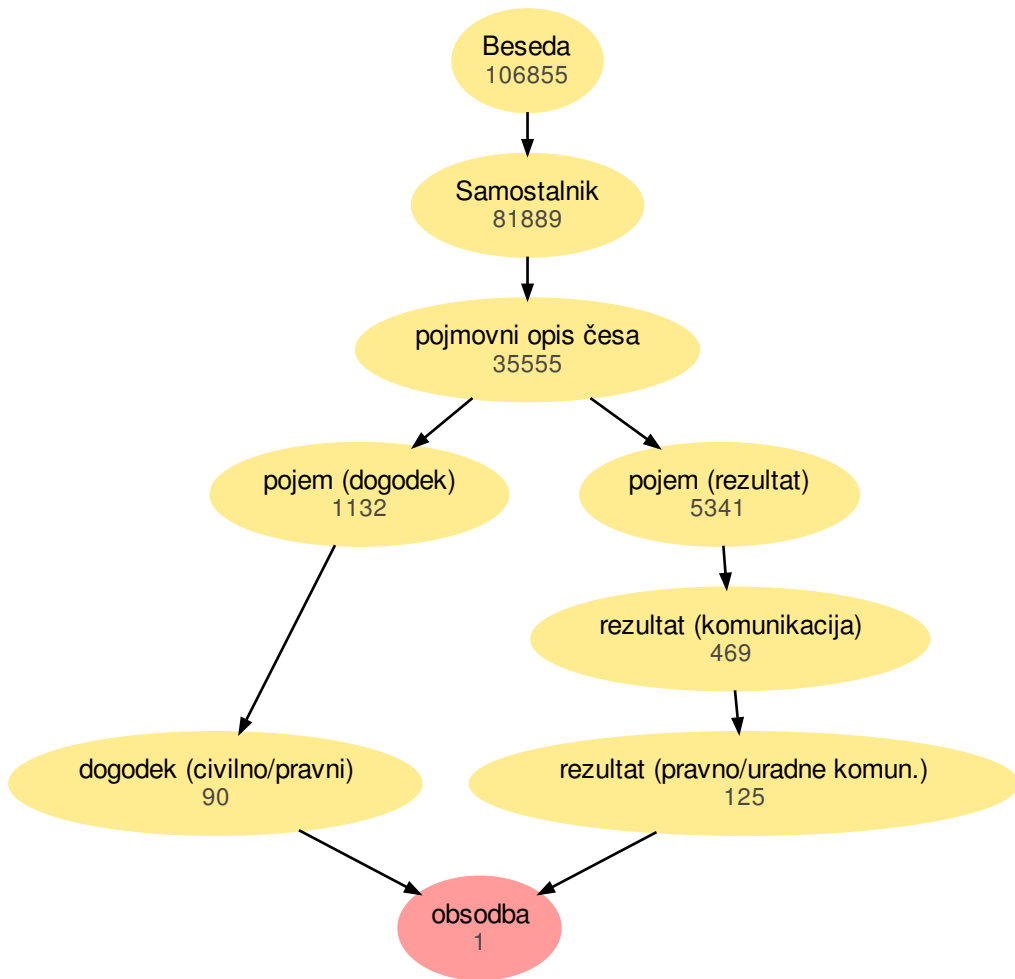 Beseda
106855
Samostalnik
81889
pojmovni opis česa
35555
pojem (dogodek)
1132
pojem (rezultat)
5341
rezultat (komunikacija)
469
dogodek (civilno/pravni)
90
rezultat (pravno/uradne komun.)
125
obsodba
1